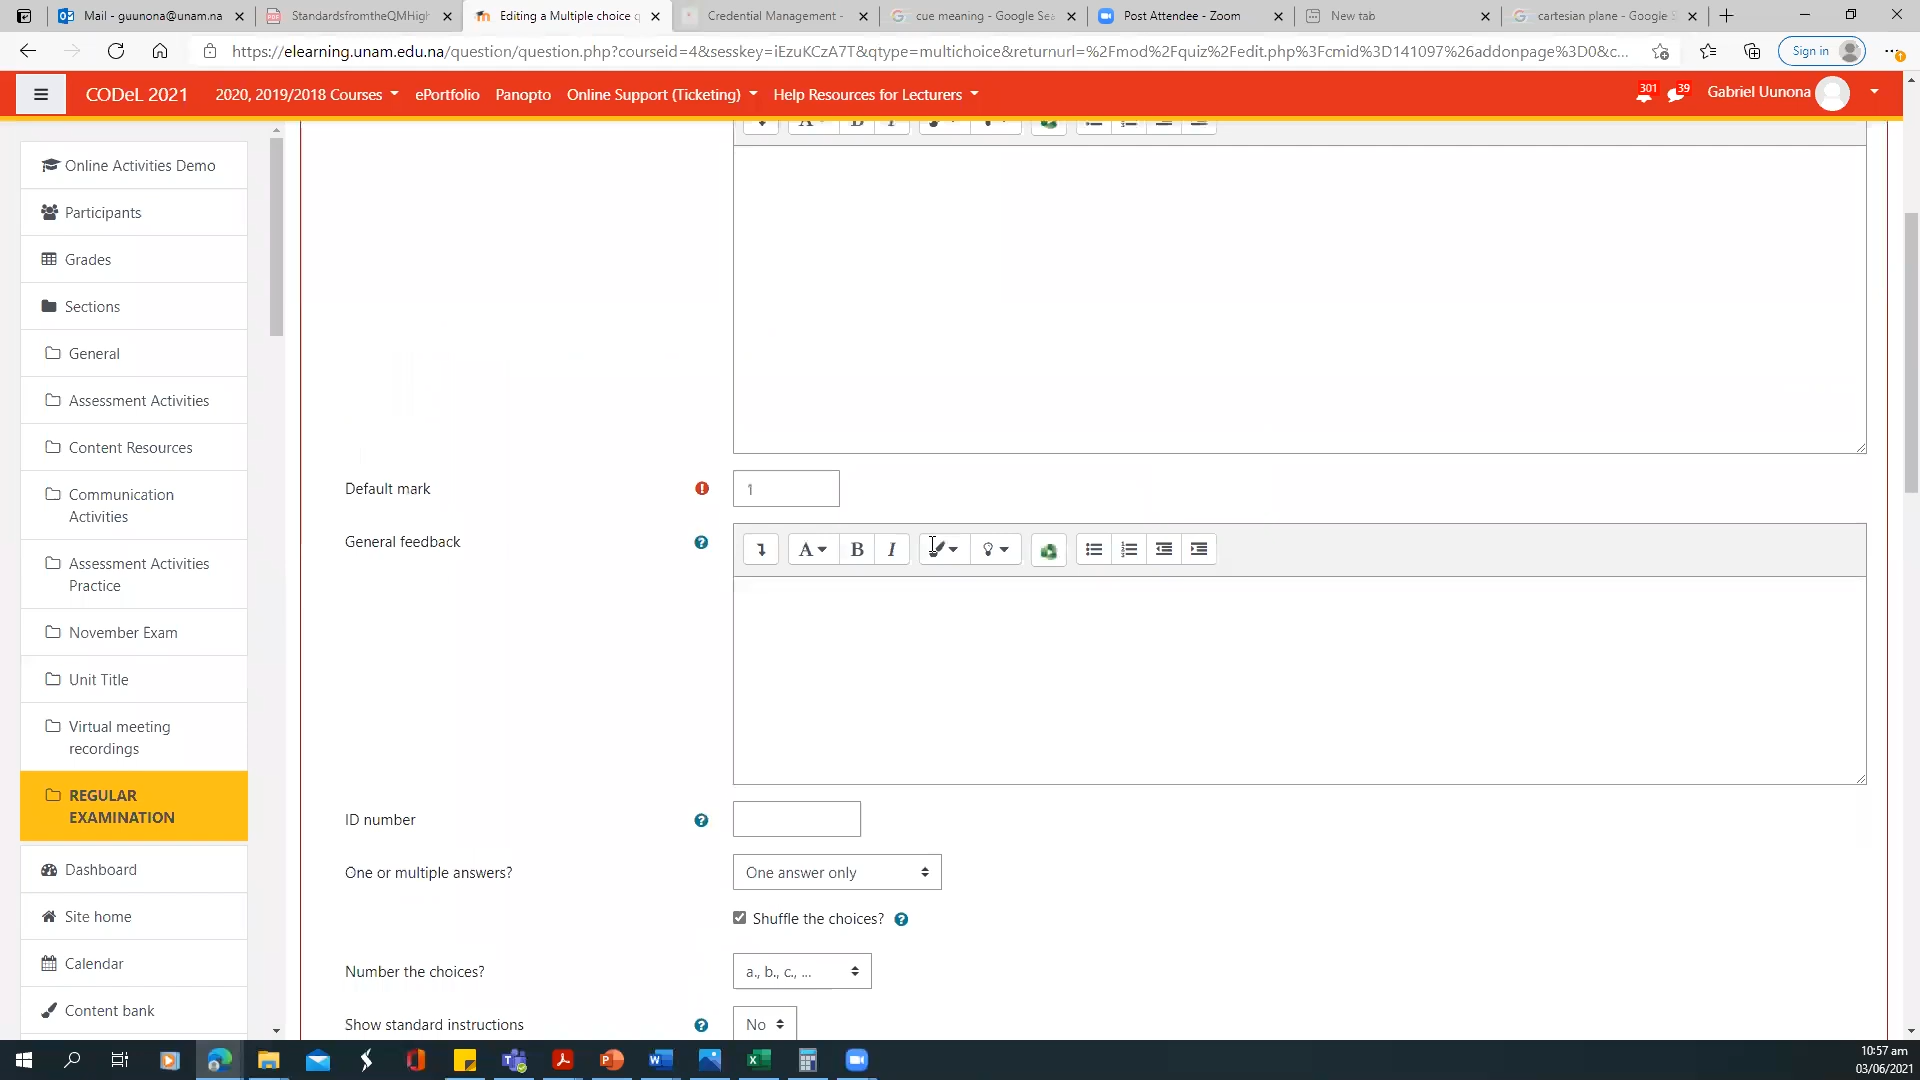 Mail - guunona@unam.na
StandardsfromtheQMHigh
Editing a Multiple choice q
Credential Management -
cue meaning - Google Sea
Post Attendee - Zoom
New tab
cartesian plane - Google S
https://elearning.unam.edu.na/question/question.php?courseid=4&sesskey=iEzuKCzA7T&qtype=multichoice&returnurl=%2Fmod%2Fquiz%2Fedit.php%3Fcmid%3D141097%26addonpage%3D0&c...
Sign in
CODeL 2021
2020, 2019/2018 Courses
ePortfolio
Panopto
Online Support (Ticketing)
Help Resources for Lecturers
301
39
Gabriel Uunona
Online Activities Demo
Participants
Grades
Sections
General
Assessment Activities
Content Resources
Communication
Activities
Assessment Activities
Practice
November Exam
Unit Title
Virtual meeting
recordings
REGULAR
EXAMINATION
Dashboard
Site home
Calendar
Content bank
Default mark
1
General feedback
A B I
ID number
One or multiple answers?
One answer only
Shuffle the choices?
Number the choices?
a., b., c., ...
Show standard instructions
No
10:57 am
03/06/2021